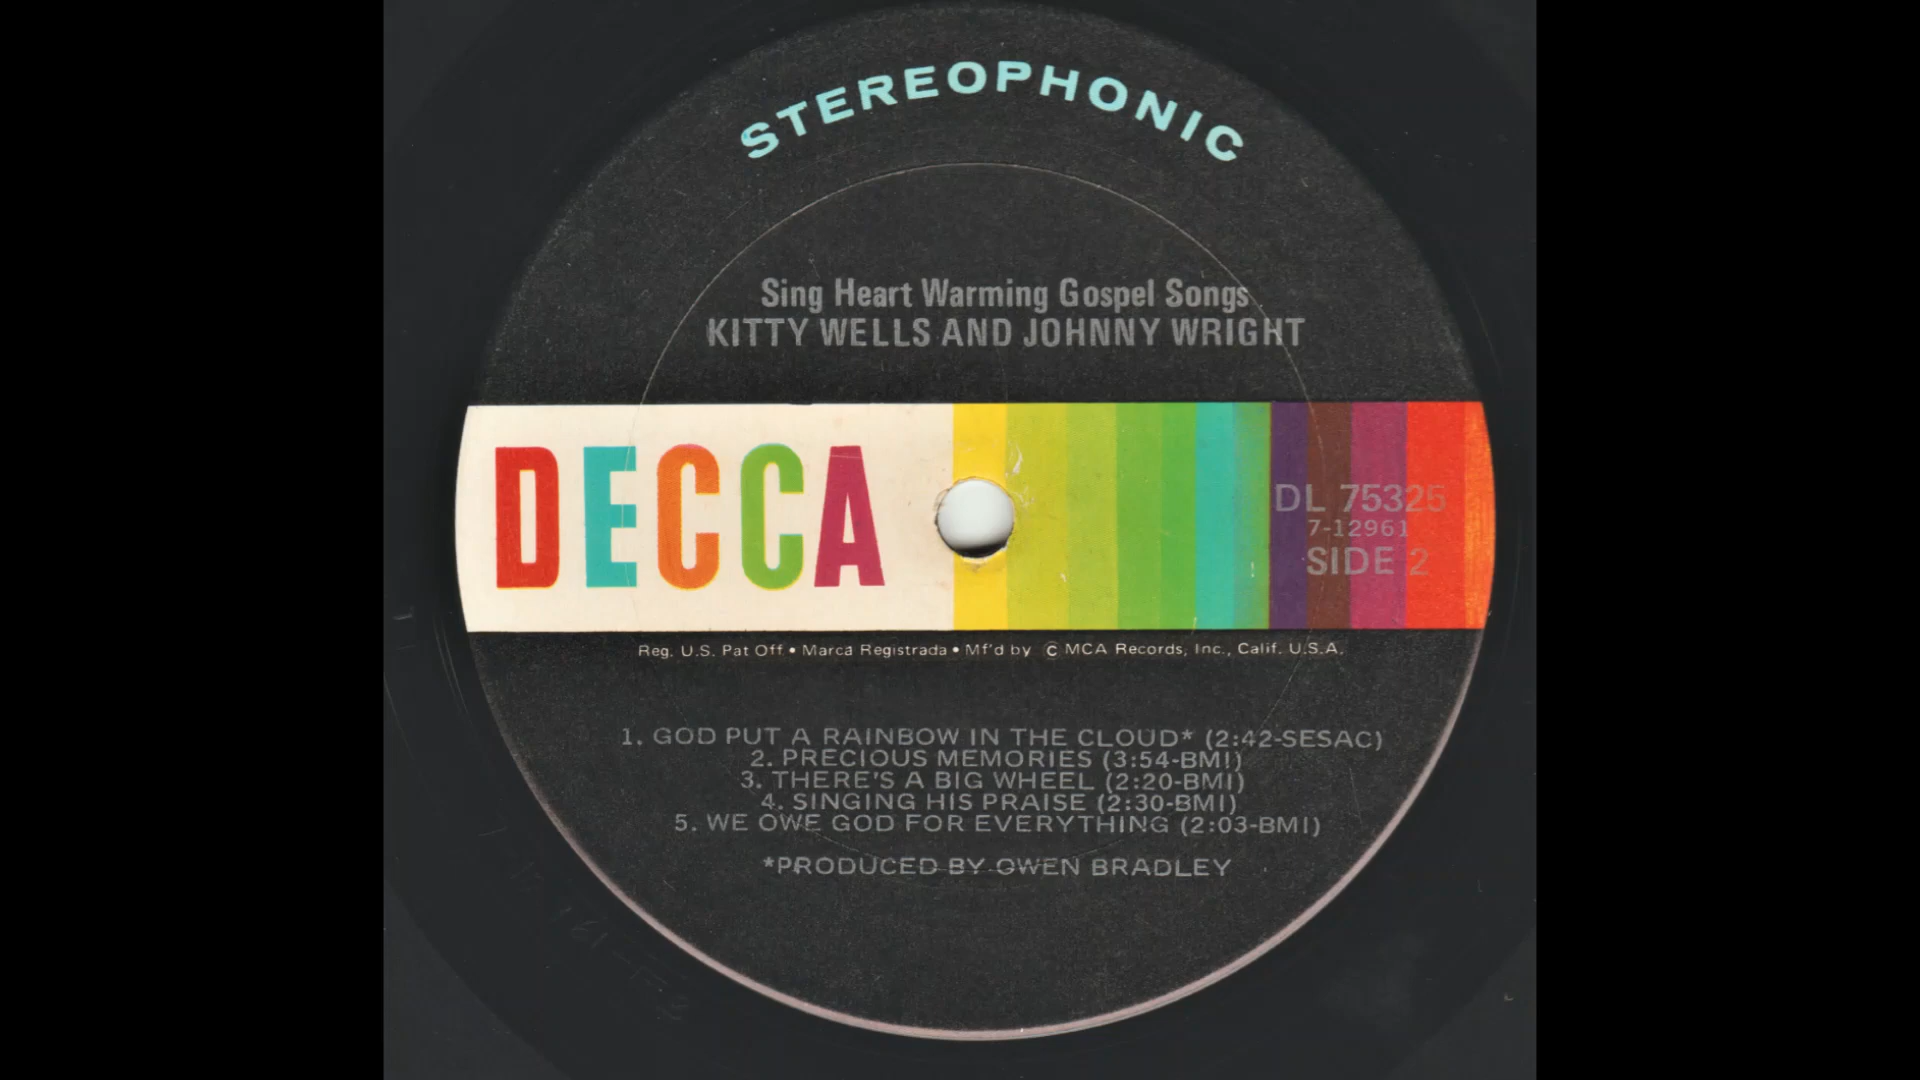 STEREOPHONIC
Sing Heart Warming Gospel Songs
KITTY WELLS AND JOHNNY WRIGHT
DECCA
DL 75325
7-12961
SIDE 2
Reg. U.S. Pat Off. • Marca Registrada • Mf'd by © MCA Records, Inc., Calif. U.S.A.
1. GOD PUT A RAINBOW IN THE CLOUD* (2:42-SESAC)
2. PRECIOUS MEMORIES (3:54-BMI)
3. THERE'S A BIG WHEEL (2:20-BMI)
4. SINGING HIS PRAISE (2:30-BMI)
5. WE OWE GOD FOR EVERYTHING (2:03-BMI)
*PRODUCED BY OWEN BRADLEY